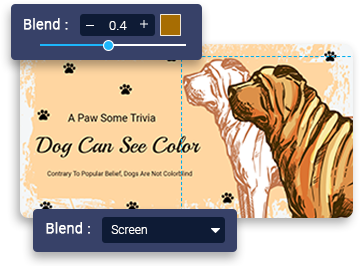 Blend : – 0.4 +
A Paw Some Trivia
Dog Can See Color
Contrary To Popular Belief, Dogs Are Not Colorblind
Blend : Screen